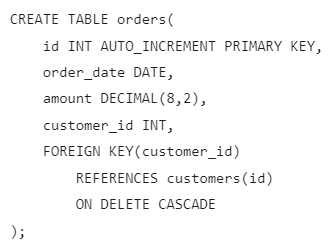 CREATE TABLE orders(
    id INT AUTO_INCREMENT PRIMARY KEY,
    order_date DATE,
    amount DECIMAL(8,2),
    customer_id INT,
    FOREIGN KEY(customer_id)
        REFERENCES customers(id)
        ON DELETE CASCADE
);